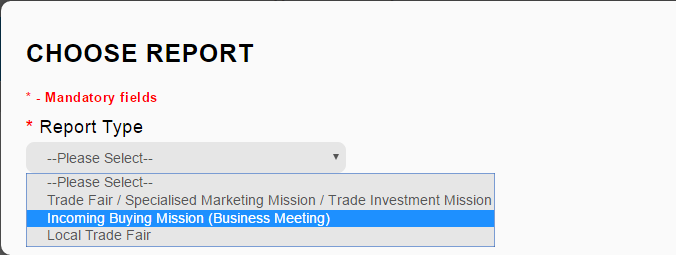 CHOOSE REPORT
* - Mandatory fields
* Report Type
--Please Select--
--Please Select--
Trade Fair / Specialised Marketing Mission / Trade Investment Mission
Incoming Buying Mission (Business Meeting)
Local Trade Fair